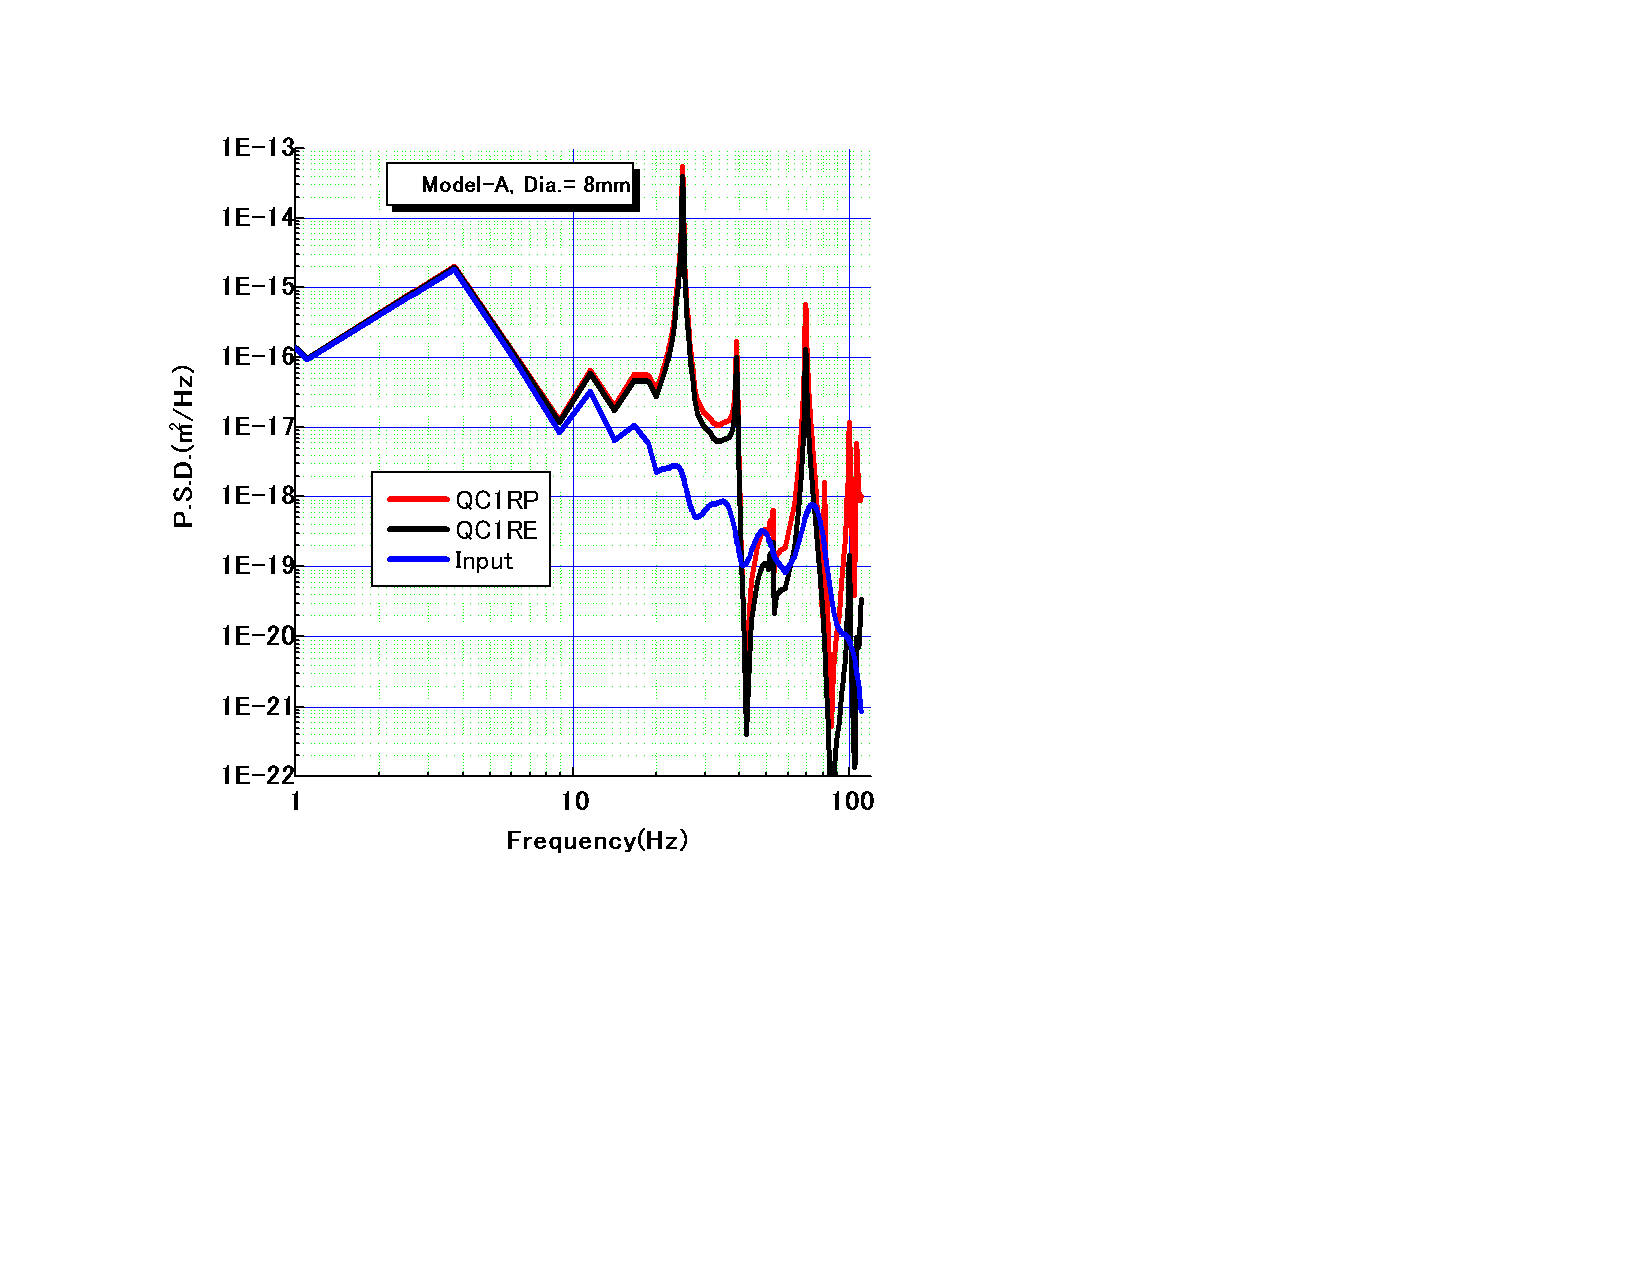 1E-13
Model-A, Dia.= 8mm
1E-14
1E-15
1E-16
1E-17
1E-18
1E-19
1E-20
1E-21
1E-22
P.S.D.(㎡/Hz)
QC1RP
QC1RE
Input
1 10 100
Frequency(Hz)